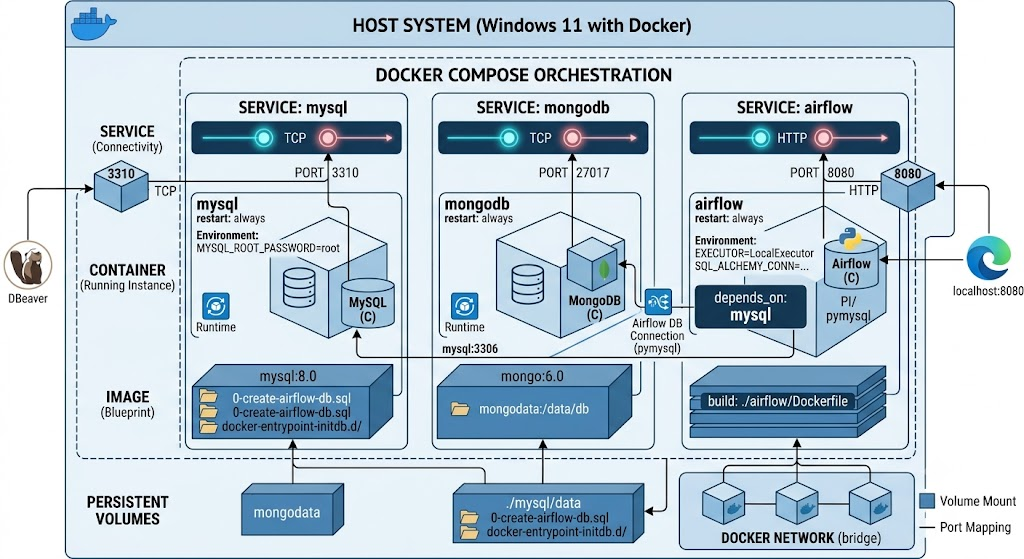 HOST SYSTEM (Windows 11 with Docker)
DOCKER COMPOSE ORCHESTRATION
SERVICE: mysql
TCP
PORT 3310
mysql
restart: always
Environment:
MYSQL_ROOT_PASSWORD=root
MySQL
(C)
Runtime
mysql:8.0
0-create-airflow-db.sql
0-create-airflow-db.sql
docker-entrypoint-initdb.d/
SERVICE: mongodb
TCP
PORT 27017
mongodb
restart: always
MongoDB
(C)
Runtime
mysql:3306
mongo:6.0
mongodata:/data/db
Airflow DB
Connection
(pymysql)
SERVICE: airflow
HTTP
PORT 8080
airflow
restart: always
Environment:
EXECUTOR=LocalExecutor
SQL_ALCHEMY_CONN=...
Airflow
(C)
PI/
pymysql
depends_on:
mysql
build: ./airflow/Dockerfile
SERVICE
(Connectivity)
3310
TCP
8080
HTTP
DBeaver
localhost:8080
CONTAINER
(Running Instance)
IMAGE
(Blueprint)
PERSISTENT
VOLUMES
mongodata
./mysql/data
0-create-airflow-db.sql
docker-entrypoint-initdb.d/
DOCKER NETWORK (bridge)
Volume Mount
Port Mapping